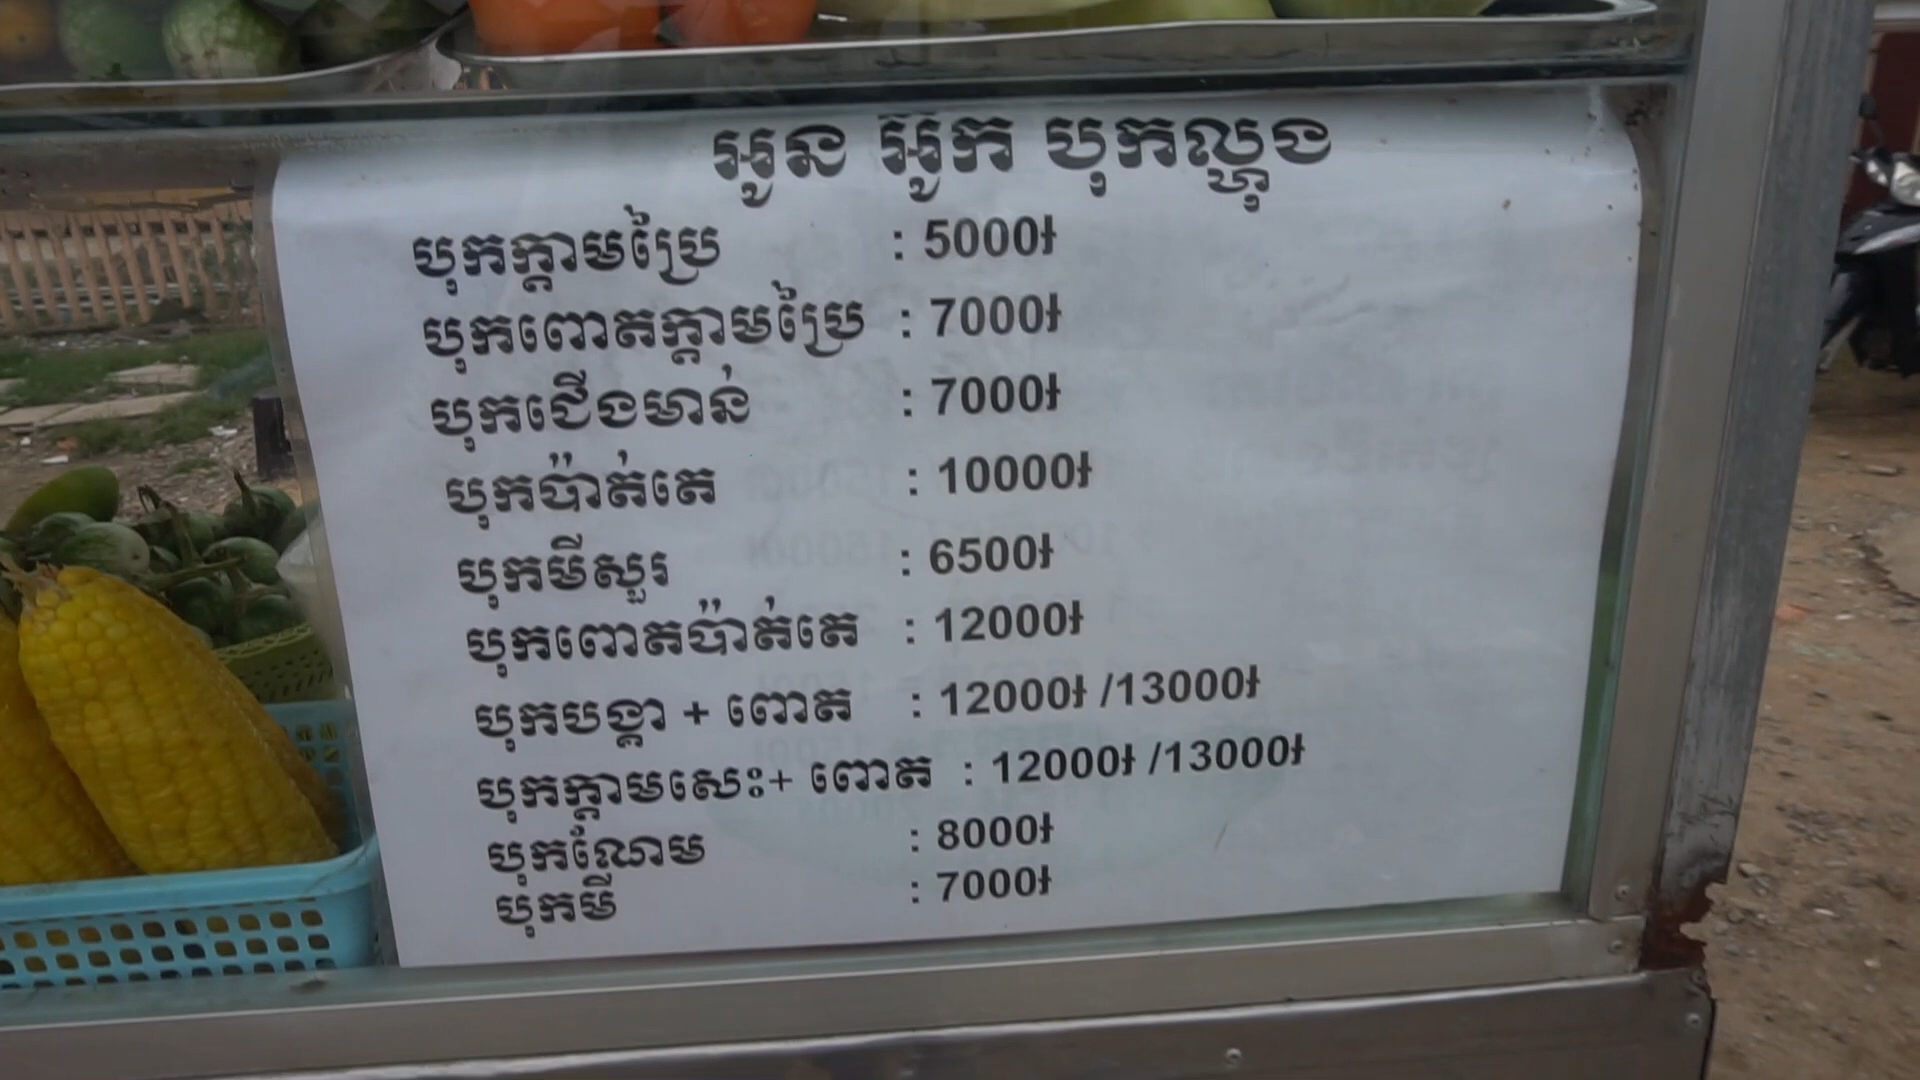 អូន អូក បុកល្ហុង
បុកក្តាមប្រៃ : 5000៛
បុកពោតក្តាមប្រៃ : 7000៛
បុកជើងមាន់ : 7000៛
បុកប៉ាត់តេ : 10000៛
បុកមីសួរ : 6500៛
បុកពោតប៉ាត់តេ : 12000៛
បុកបង្គា + ពោត : 12000៛ /13000៛
បុកក្តាមសេះ+ ពោត : 12000៛ /13000៛
បុកណែម : 8000៛
បុកមី : 7000៛